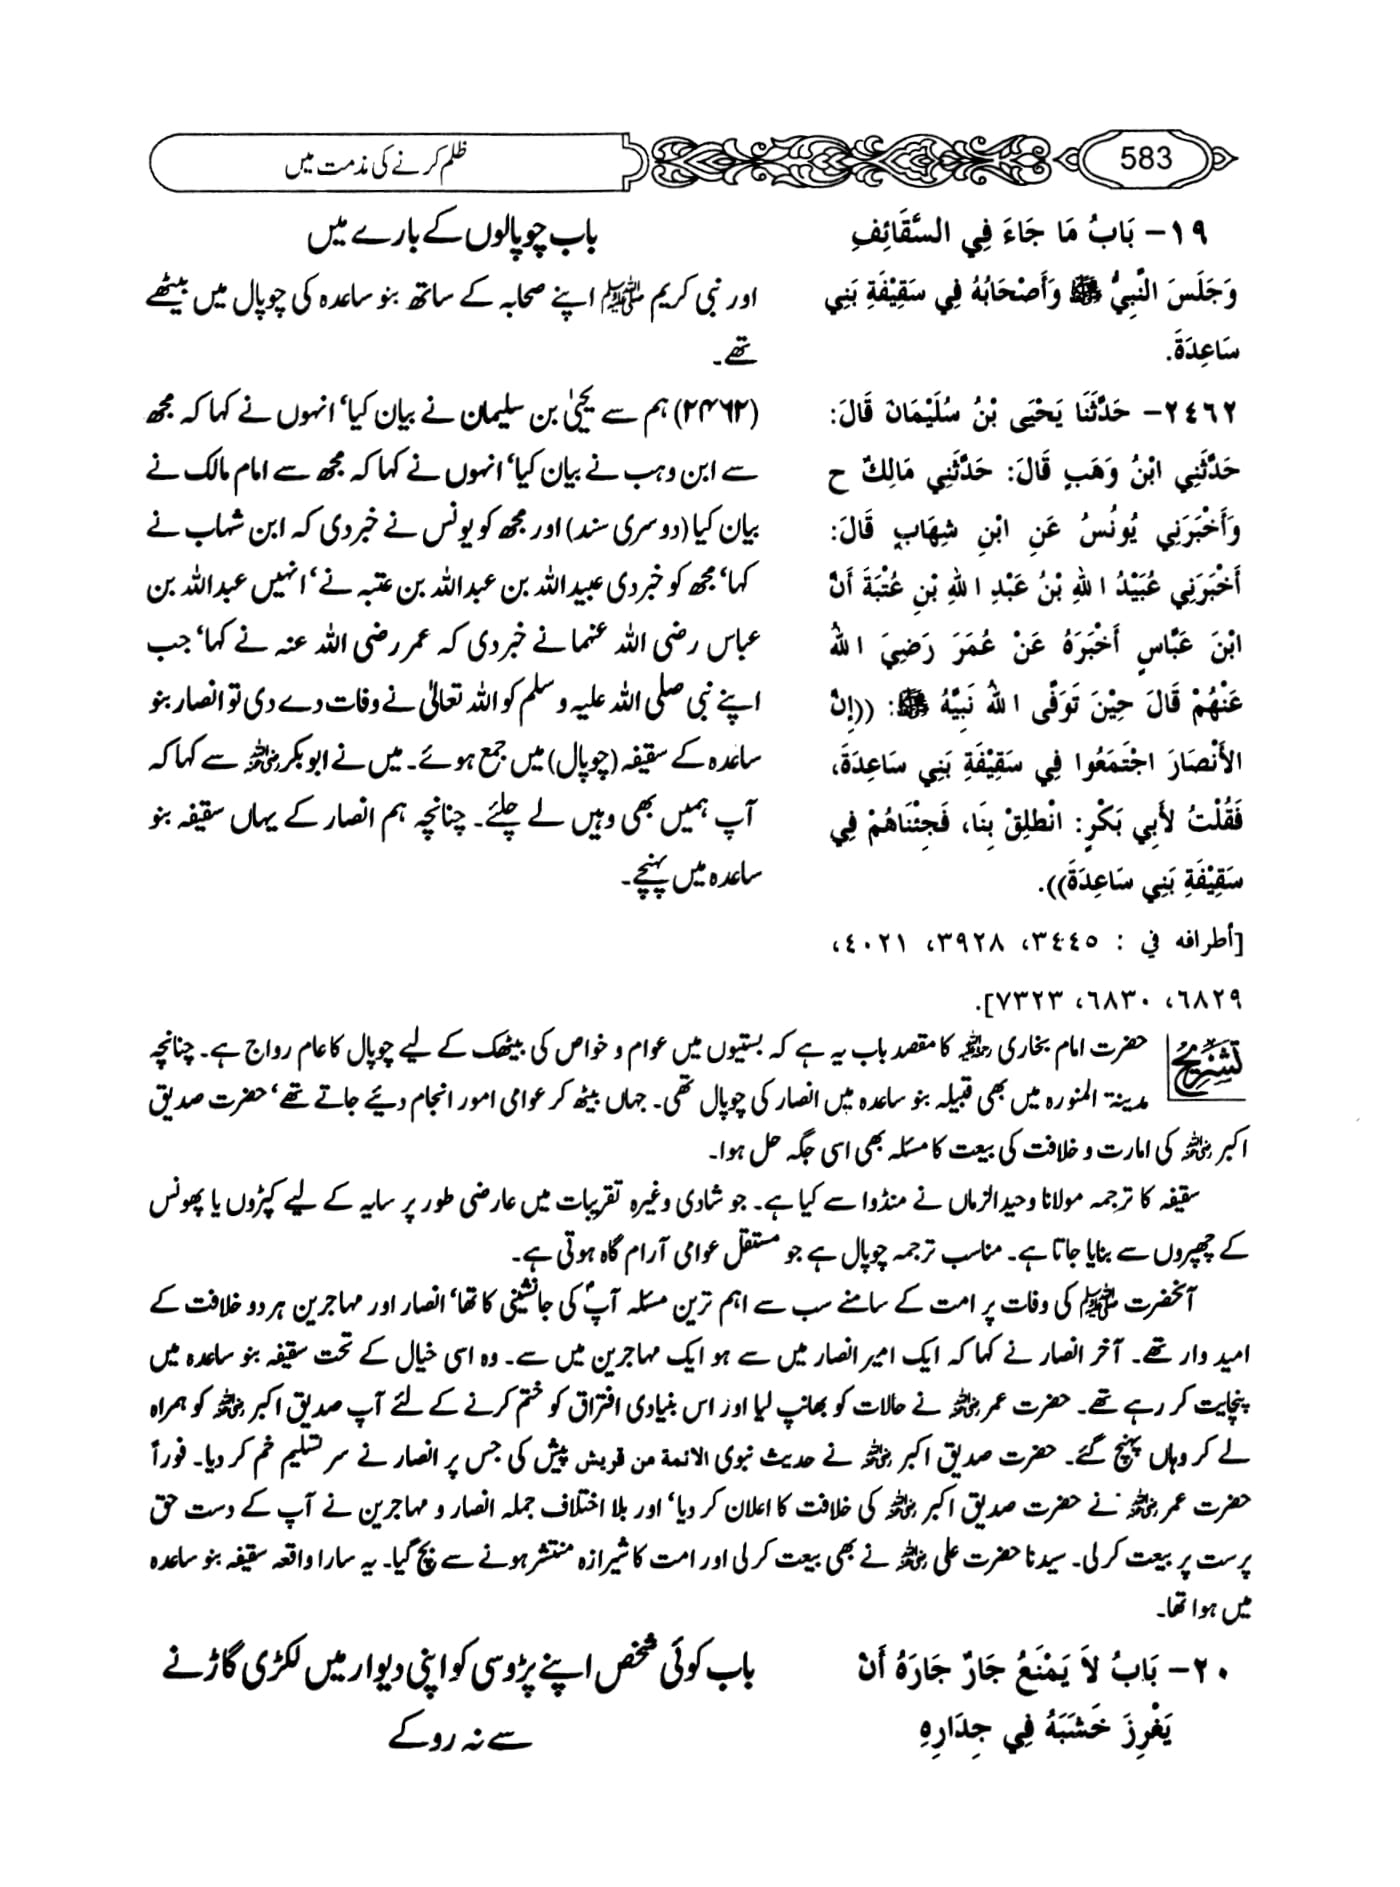 583
ظلم کرنے کی مذمت میں
١٩- بَابُ مَا جَاءَ فِي السَّقَائِفِ
وَجَلَسَ النَّبِيُّ ﷺ وَأَصْحَابُهُ فِي سَقِيْفَةِ بَنِي
سَاعِدَةَ.
٢٤٦٢- حَدَّثَنَا يَحْيَى بْنُ سُلَيْمَانَ قَالَ:
حَدَّثَنِي ابْنُ وَهَبٍ قَالَ: حَدَّثَنِي مَالِكٌ ح
وَأَخْبَرَنِي يُونُسُ عَنِ ابْنِ شِهَابٍ قَالَ:
أَخْبَرَنِي عُبَيْدُ اللهِ بْنُ عَبْدِ اللهِ بْنِ عُتْبَةَ أَنَّ
ابْنَ عَبَّاسٍ أَخْبَرَهُ عَنْ عُمَرَ رَضِيَ اللهُ
عَنْهُمْ قَالَ حِيْنَ تَوَفَّى اللهُ نَبِيَّهُ ﷺ: ((إِنَّ
الأَنْصَارَ اجْتَمَعُوا فِي سَقِيْفَةِ بَنِي سَاعِدَةَ،
فَقُلْتُ لأَبِي بَكْرٍ: انْطَلِقْ بِنَا، فَجِئْنَاهُمْ فِي
سَقِيْفَةِ بَنِي سَاعِدَةَ)).
[أطرافه في : ٣٤٤٥، ٣٩٢٨، ٤٠٢١،
٦٨٢٩، ٦٨٣٠، ٧٣٢٣].
باب چوپالوں کے بارے میں
اور نبی کریم ﷺ اپنے صحابہ کے ساتھ بنو ساعدہ کی چوپال میں بیٹھے
تھے۔
(۲۴۶۲) ہم سے یحییٰ بن سلیمان نے بیان کیا‘ انہوں نے کہا کہ مجھ
سے ابن وہب نے بیان کیا‘ انہوں نے کہا کہ مجھ سے امام مالک نے
بیان کیا (دوسری سند) اور مجھ کو یونس نے خبر دی کہ ابن شہاب نے
کہا‘ مجھ کو خبر دی عبیداللہ بن عبداللہ بن عتبہ نے‘ انہیں عبداللہ بن
عباس رضی اللہ عنہما نے خبر دی کہ عمر رضی اللہ عنہ نے کہا‘ جب
اپنے نبی صلی اللہ علیہ وسلم کو اللہ تعالیٰ نے وفات دے دی تو انصار بنو
ساعدہ کے سقیفہ (چوپال) میں جمع ہوئے۔ میں نے ابوبکر رضی اللہ عنہ سے کہا کہ
آپ ہمیں بھی وہیں لے چلئے۔ چنانچہ ہم انصار کے یہاں سقیفہ بنو
ساعدہ میں پہنچے۔
تشریح
حضرت امام بخاری رحمۃ اللہ علیہ کا مقصد باب یہ ہے کہ بستیوں میں عوام و خواص کی بیٹھک کے لیے چوپال کا عام رواج ہے۔ چنانچہ
مدینۃ المنورہ میں بھی قبیلہ بنو ساعدہ میں انصار کی چوپال تھی۔ جہاں بیٹھ کر عوامی امور انجام دیئے جاتے تھے‘ حضرت صدیق
اکبر رضی اللہ عنہ کی امارت و خلافت کی بیعت کا مسئلہ بھی اسی جگہ حل ہوا۔
سقیفہ کا ترجمہ مولانا وحیدالزماں نے منڈوا سے کیا ہے۔ جو شادی وغیرہ تقریبات میں عارضی طور پر سایہ کے لیے کپڑوں یا پھونس
کے چھپروں سے بنایا جاتا ہے۔ مناسب ترجمہ چوپال ہے جو مستقل عوامی آرام گاہ ہوتی ہے۔
آنحضرت ﷺ کی وفات پر امت کے سامنے سب سے اہم ترین مسئلہ آپؐ کی جانشینی کا تھا‘ انصار اور مہاجرین ہر دو خلافت کے
امیدوار تھے۔ آخر انصار نے کہا کہ ایک امیر انصار میں سے ہو ایک مہاجرین میں سے۔ وہ اسی خیال کے تحت سقیفہ بنو ساعدہ میں
پنچایت کر رہے تھے۔ حضرت عمر رضی اللہ عنہ نے حالات کو بھانپ لیا اور اس بنیادی افتراق کو ختم کرنے کے لئے آپ صدیق اکبر رضی اللہ عنہ کو ہمراہ
لے کر وہاں پہنچ گئے۔ حضرت صدیق اکبر رضی اللہ عنہ نے حدیث نبوی الائمة من قريش پیش کی جس پر انصار نے سر تسلیم خم کر دیا۔ فوراً
حضرت عمر رضی اللہ عنہ نے حضرت صدیق اکبر رضی اللہ عنہ کی خلافت کا اعلان کر دیا‘ اور بلا اختلاف جملہ انصار و مہاجرین نے آپ کے دست حق
پرست پر بیعت کر لی۔ سیدنا حضرت علی رضی اللہ عنہ نے بھی بیعت کر لی اور امت کا شیرازہ منتشر ہونے سے بچ گیا۔ یہ سارا واقعہ سقیفہ بنو ساعدہ
میں ہوا تھا۔
٢٠- بَابُ لاَ يَمْنَعُ جَارٌ جَارَهُ أَنْ
يَغْرِزَ خَشَبَهُ فِي جِدَارِهِ
باب کوئی شخص اپنے پڑوسی کو اپنی دیوار میں لکڑی گاڑنے
سے نہ روکے